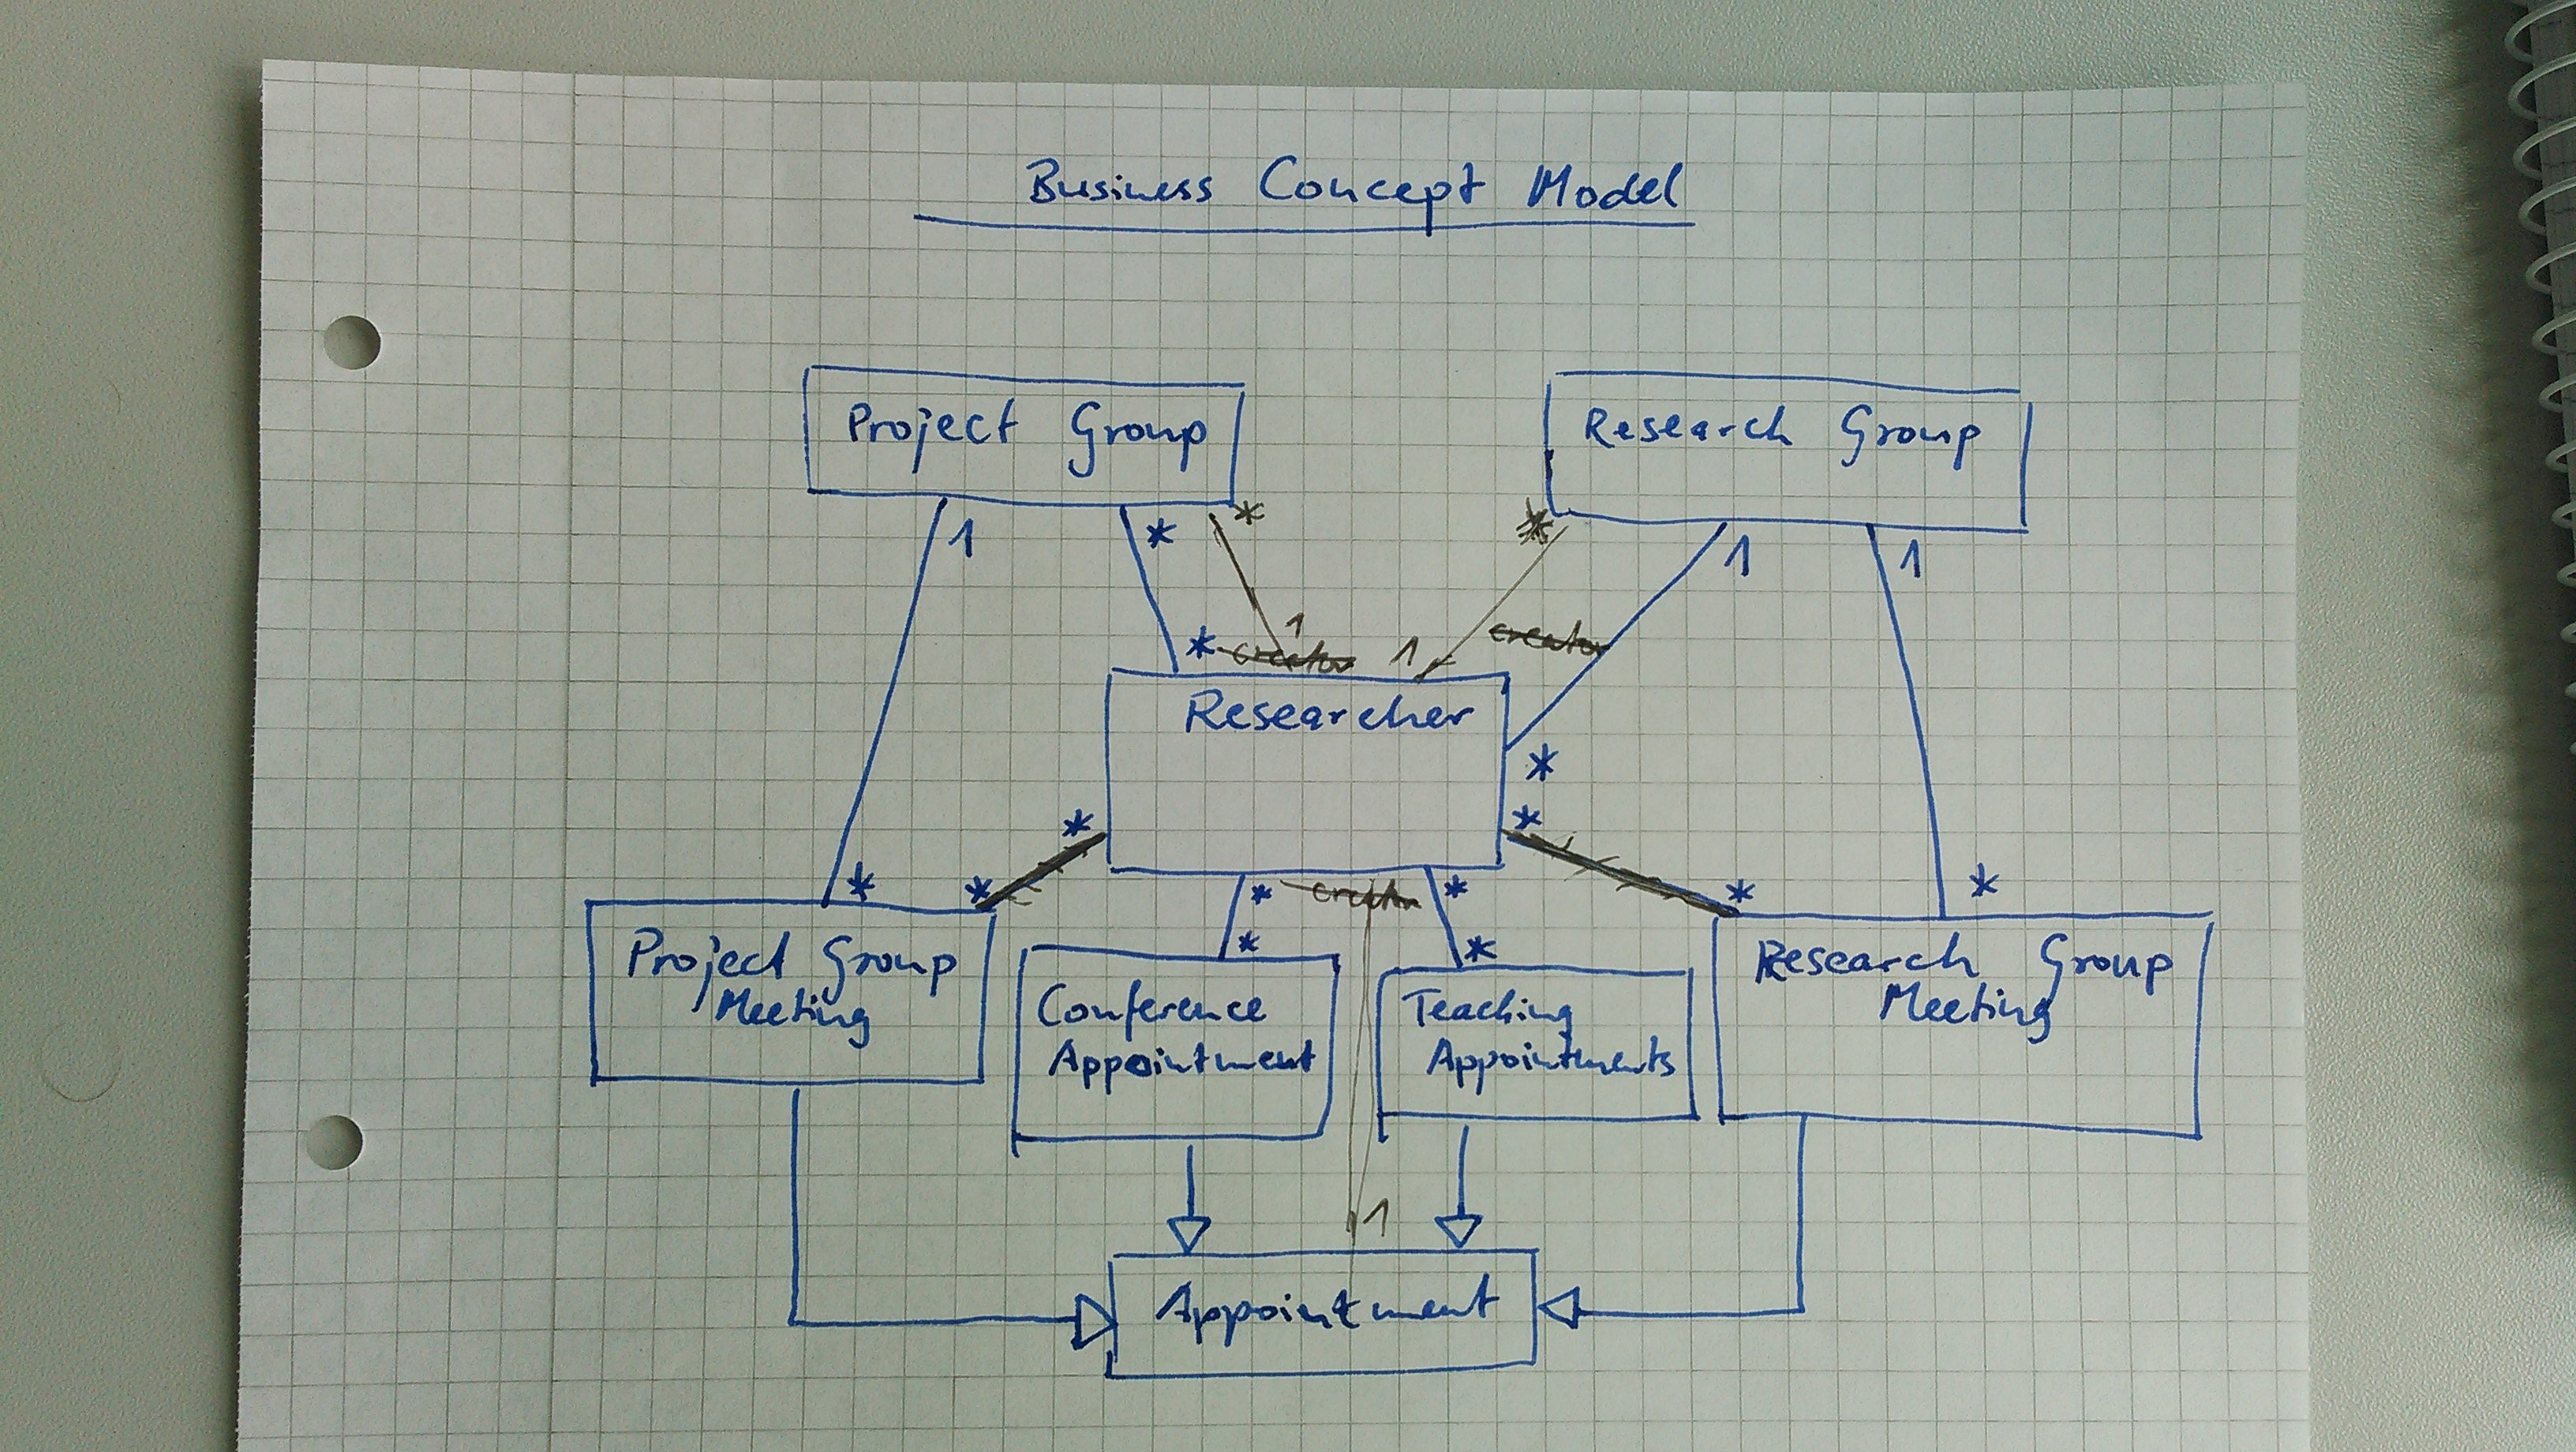 Business Concept Model
Project Group
Research Group
1
*
*
*
1
1
*
1
creator
1
creator
Researcher
*
*
*
*
*
*
*
creator
*
*
*
*
Project Group
Meeting
Conference
Appointment
Teaching
Appointments
Research Group
Meeting
1
Appointment